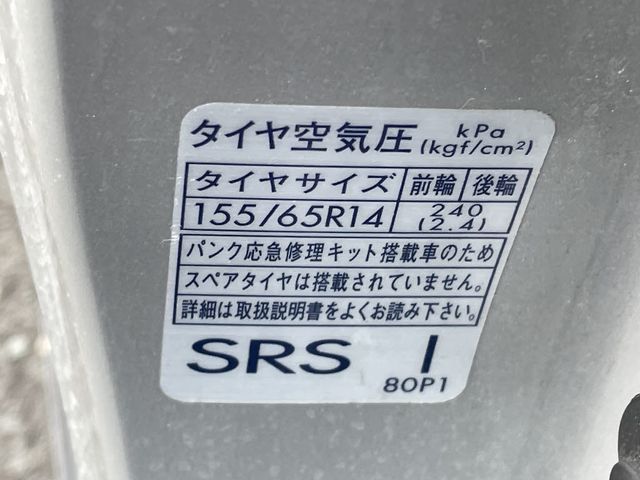 タイヤ空気圧 kPa (kgf/cm²)
タイヤサイズ 前輪 後輪
155/65R14 240 (2.4)
パンク応急修理キット搭載車のため
スペアタイヤは搭載されていません。
詳細は取扱説明書をよくお読み下さい。
SRS I
80P1